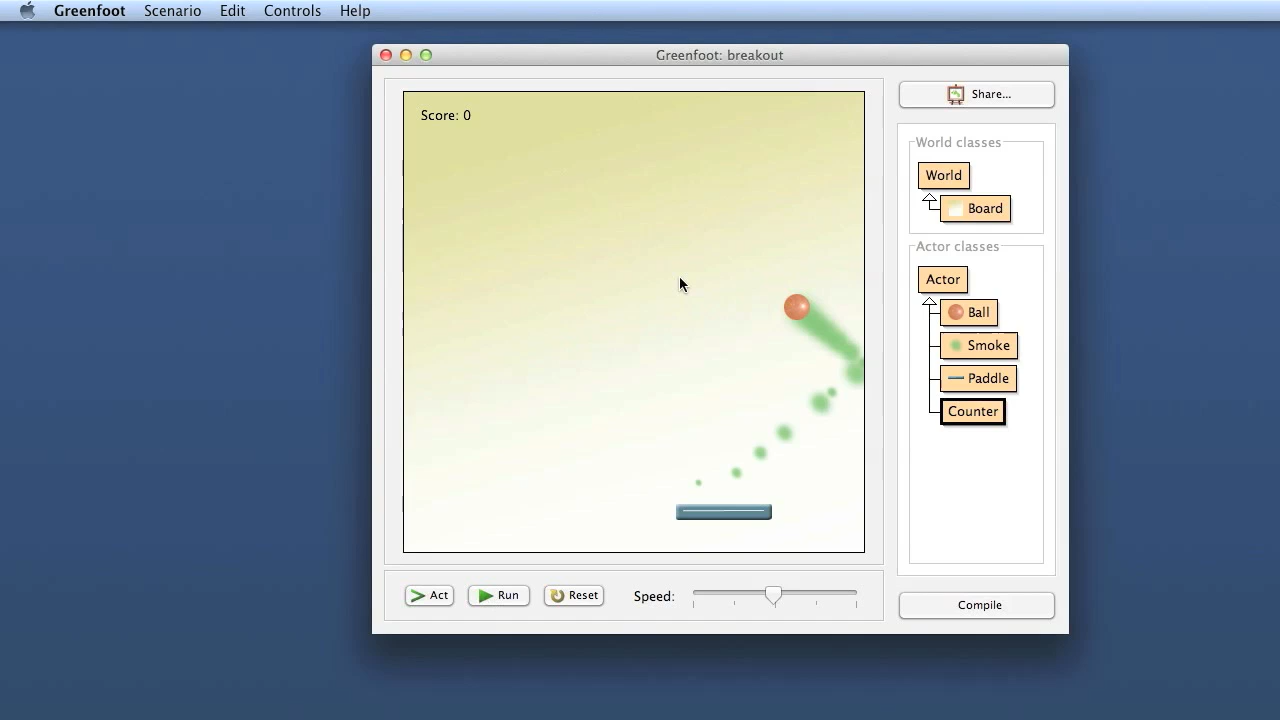 Greenfoot Scenario Edit Controls Help
Greenfoot: breakout
Score: 0
Share...
World classes
World
Board
Actor classes
Actor
Ball
Smoke
Paddle
Counter
Act Run Reset Speed:
Compile